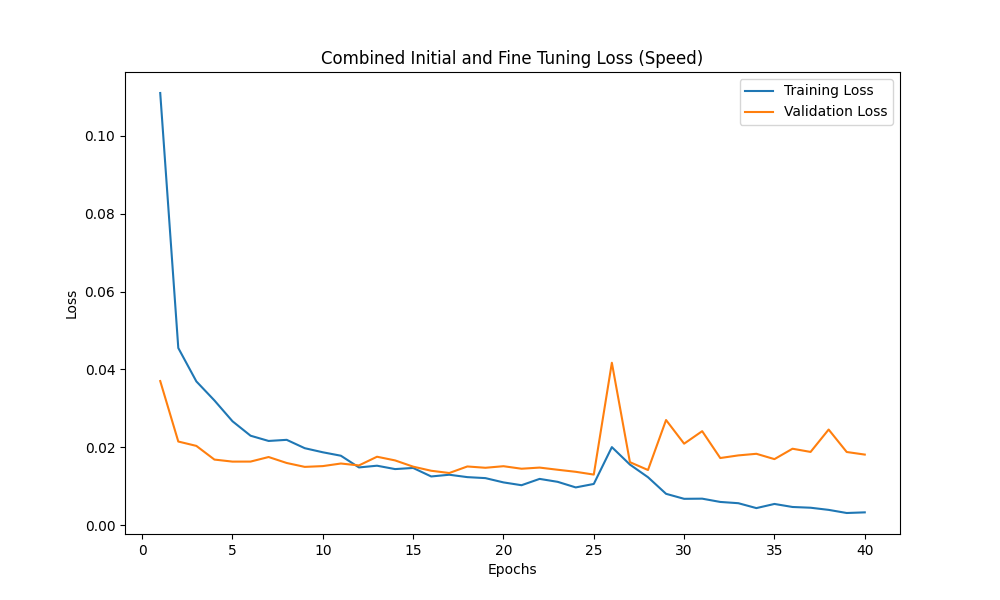 Combined Initial and Fine Tuning Loss (Speed)
Training Loss
Validation Loss
0.10
0.08
0.06
0.04
0.02
0.00
Loss
0 5 10 15 20 25 30 35 40
Epochs